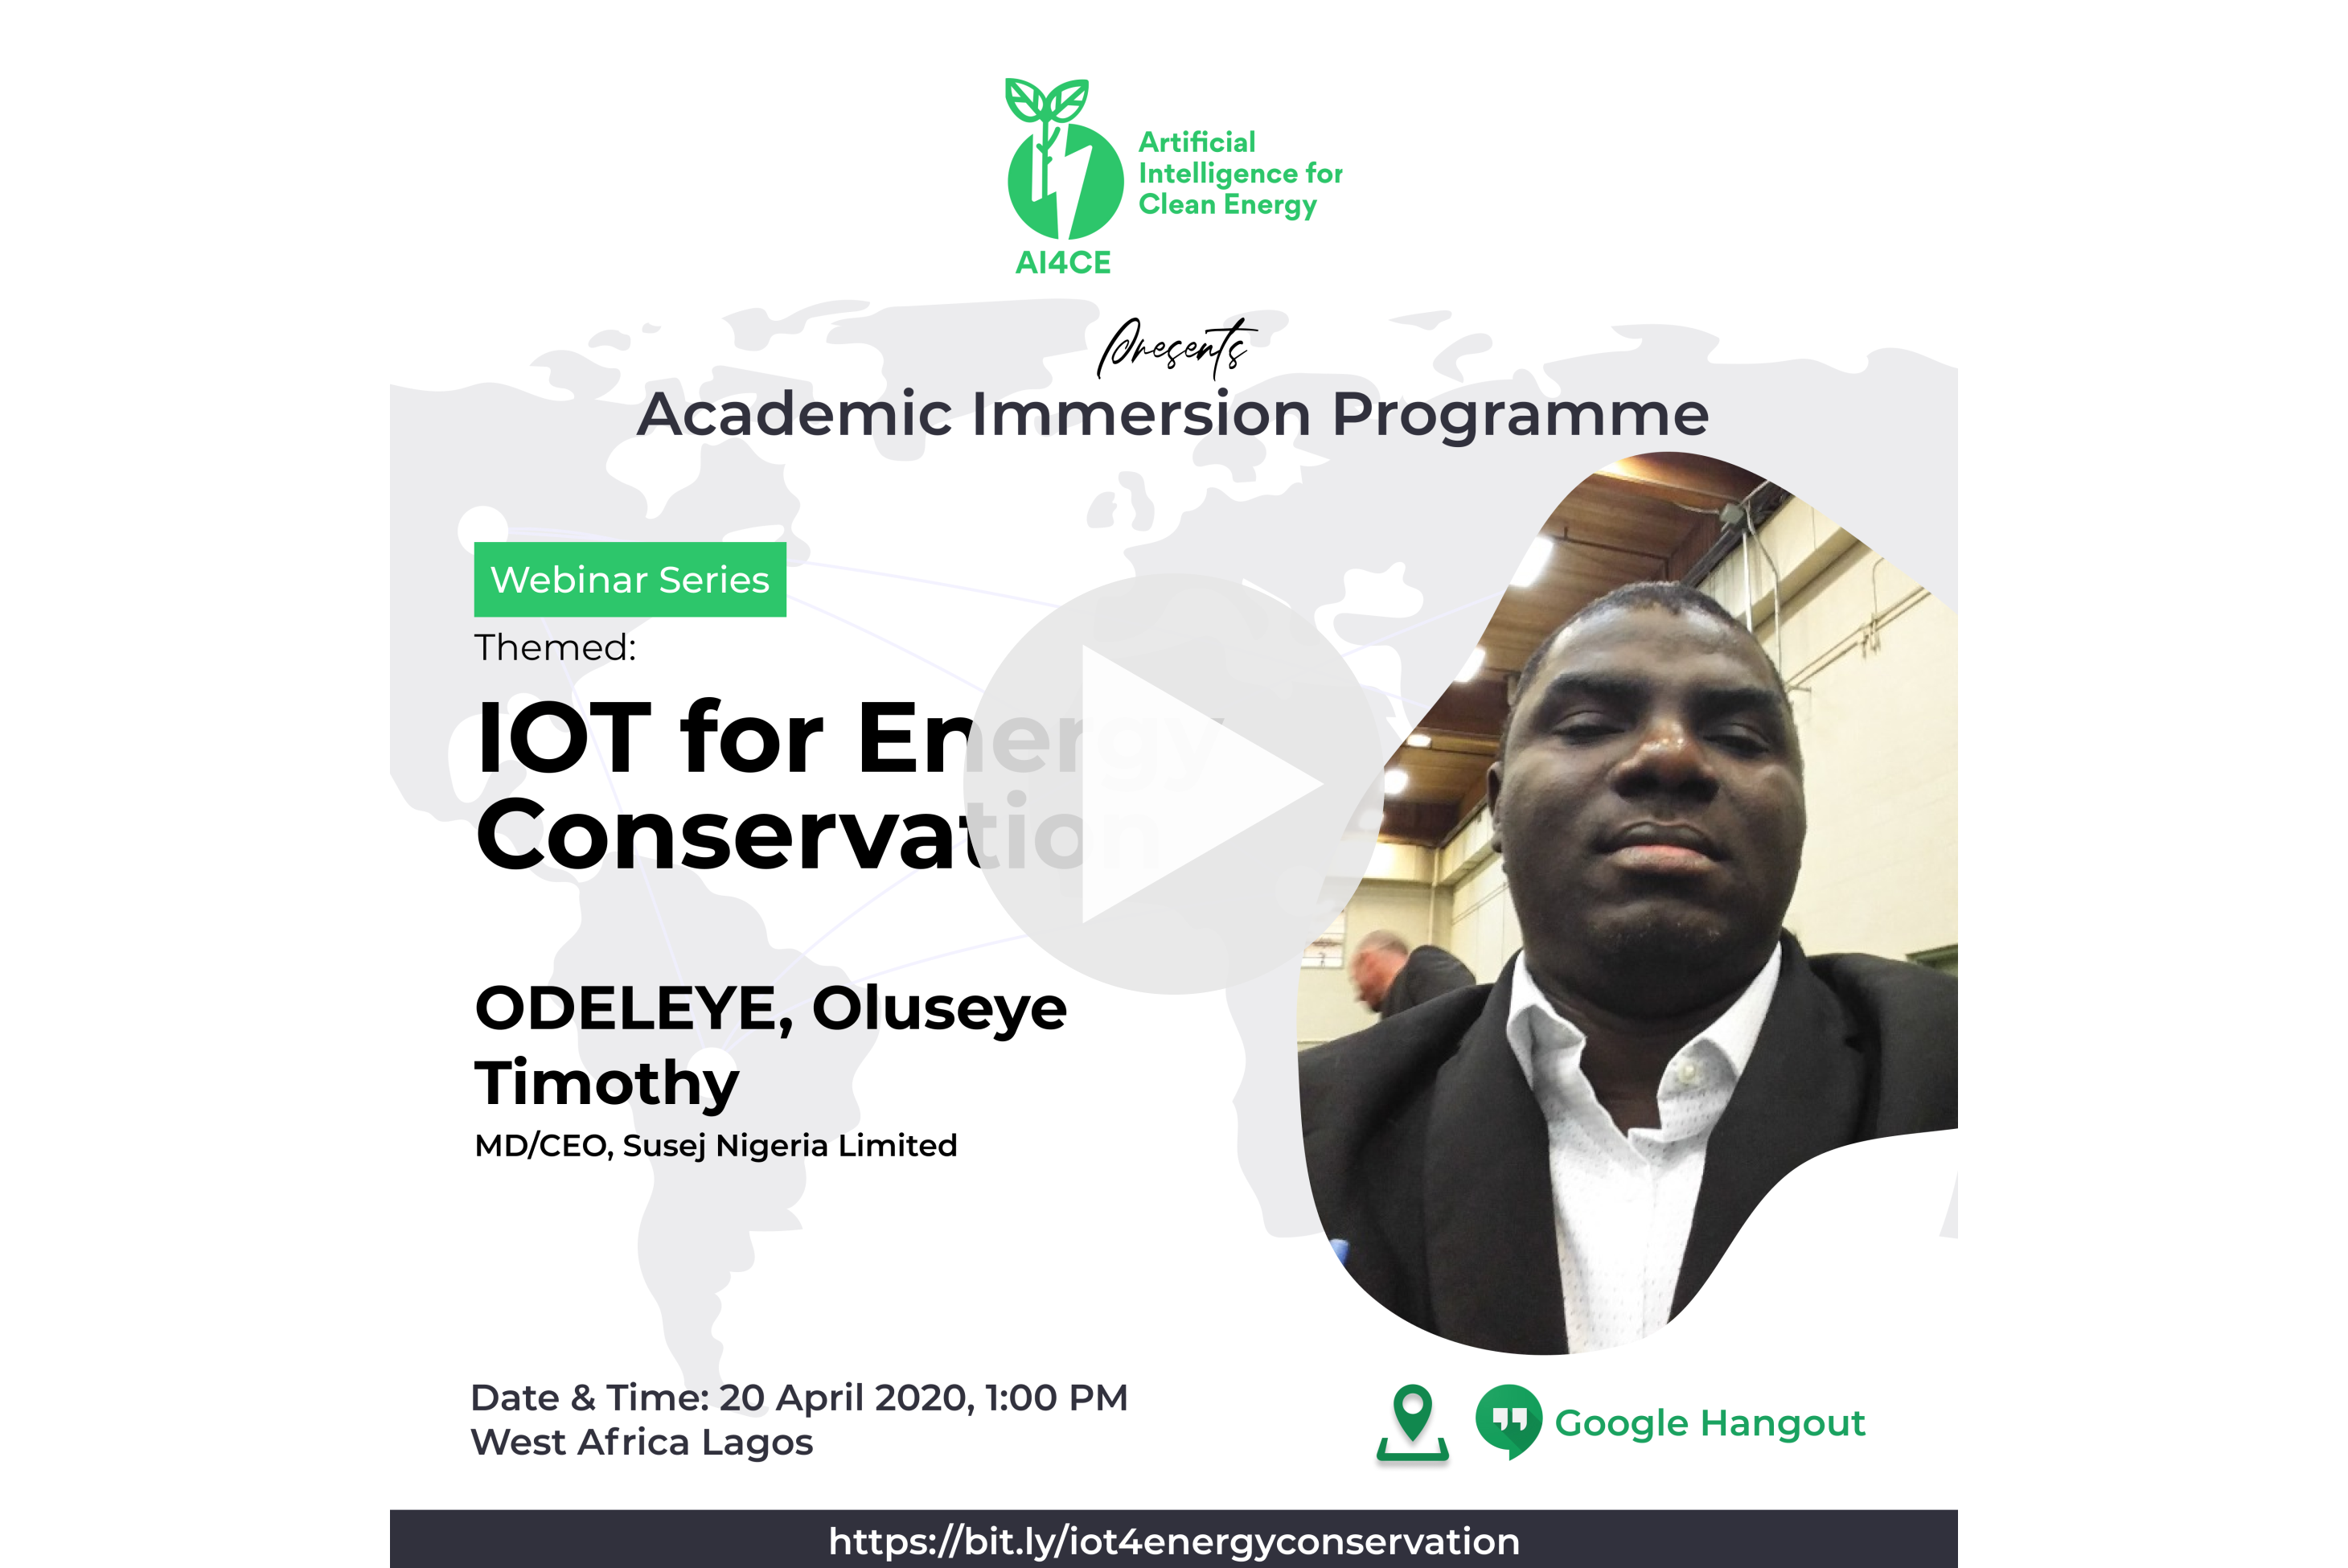 Artificial
Intelligence for
Clean Energy
AI4CE
Presents
Academic Immersion Programme
Webinar Series
Themed:
IOT for Energy
Conservation
ODELEYE, Oluseye
Timothy
MD/CEO, Susej Nigeria Limited
Date & Time: 20 April 2020, 1:00 PM
West Africa Lagos
Google Hangout
https://bit.ly/iot4energyconservation